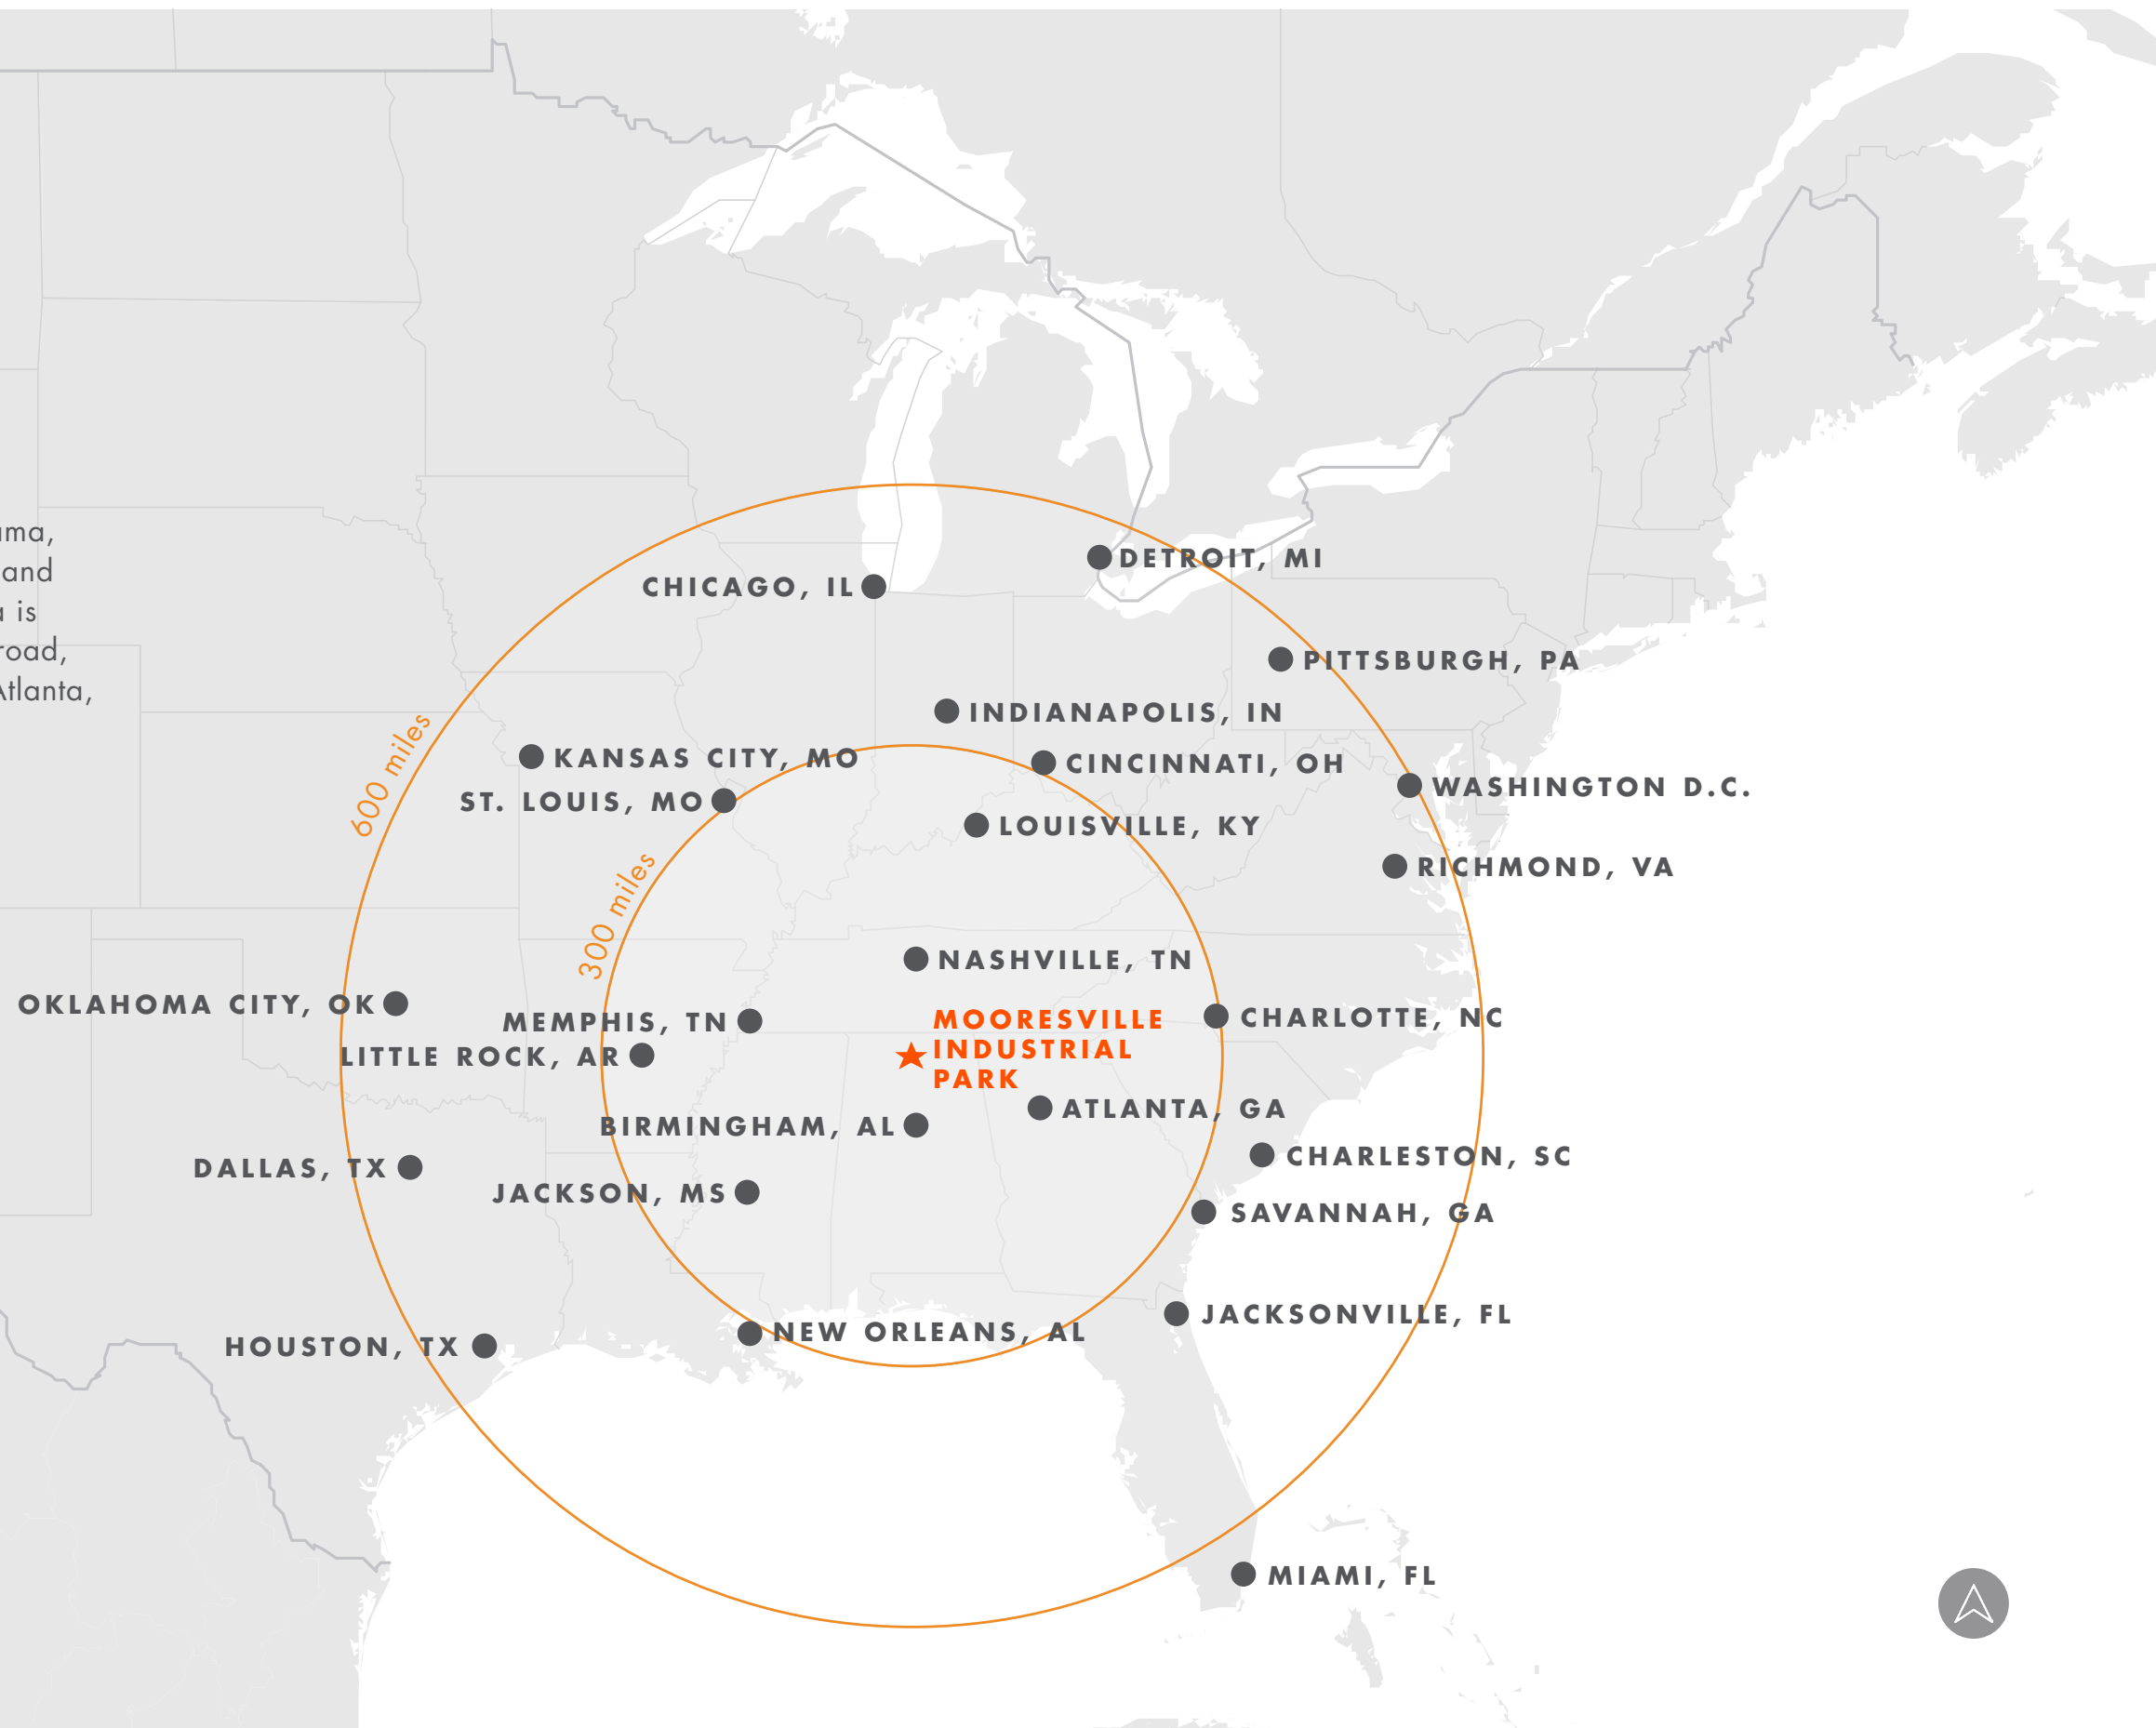 ama,
and
a is
road,
Atlanta,
DETROIT, MI
CHICAGO, IL
PITTSBURGH, PA
INDIANAPOLIS, IN
600 miles
KANSAS CITY, MO
CINCINNATI, OH
WASHINGTON D.C.
ST. LOUIS, MO
LOUISVILLE, KY
300 miles
RICHMOND, VA
NASHVILLE, TN
OKLAHOMA CITY, OK
MEMPHIS, TN
MOORESVILLE
INDUSTRIAL
PARK
CHARLOTTE, NC
LITTLE ROCK, AR
ATLANTA, GA
BIRMINGHAM, AL
CHARLESTON, SC
DALLAS, TX
JACKSON, MS
SAVANNAH, GA
JACKSONVILLE, FL
NEW ORLEANS, AL
HOUSTON, TX
MIAMI, FL